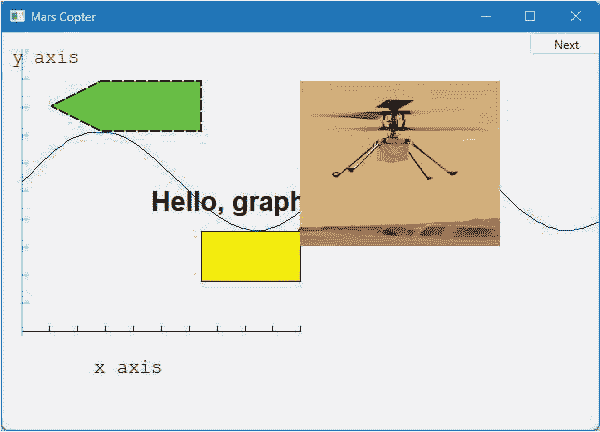 Mars Copter
Next
y axis
Hello, graph
x axis